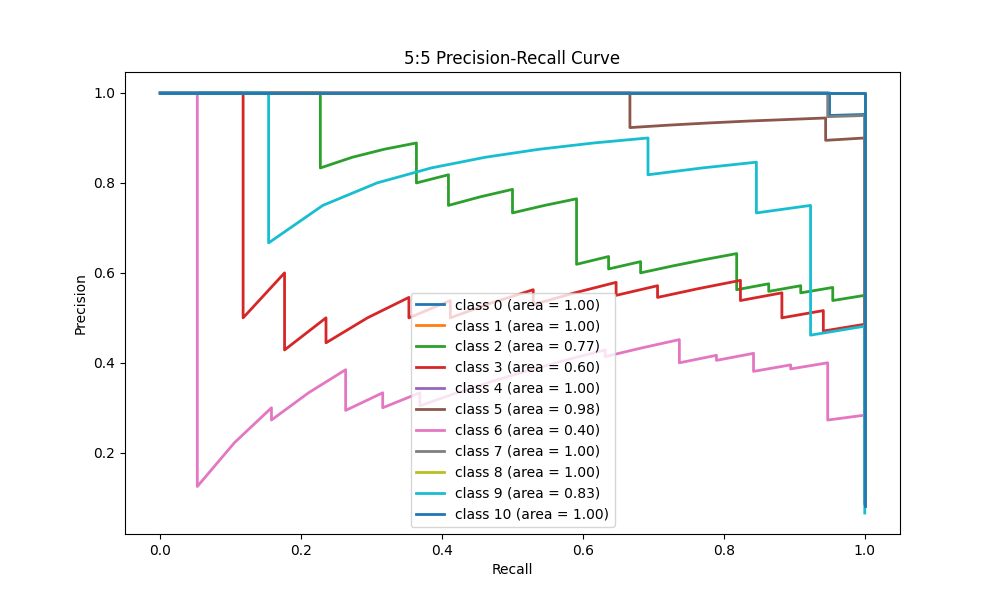 5:5 Precision-Recall Curve
Precision
1.0
0.8
0.6
0.4
0.2
class 0 (area = 1.00)
class 1 (area = 1.00)
class 2 (area = 0.77)
class 3 (area = 0.60)
class 4 (area = 1.00)
class 5 (area = 0.98)
class 6 (area = 0.40)
class 7 (area = 1.00)
class 8 (area = 1.00)
class 9 (area = 0.83)
class 10 (area = 1.00)
0.0 0.2 0.4 0.6 0.8 1.0
Recall